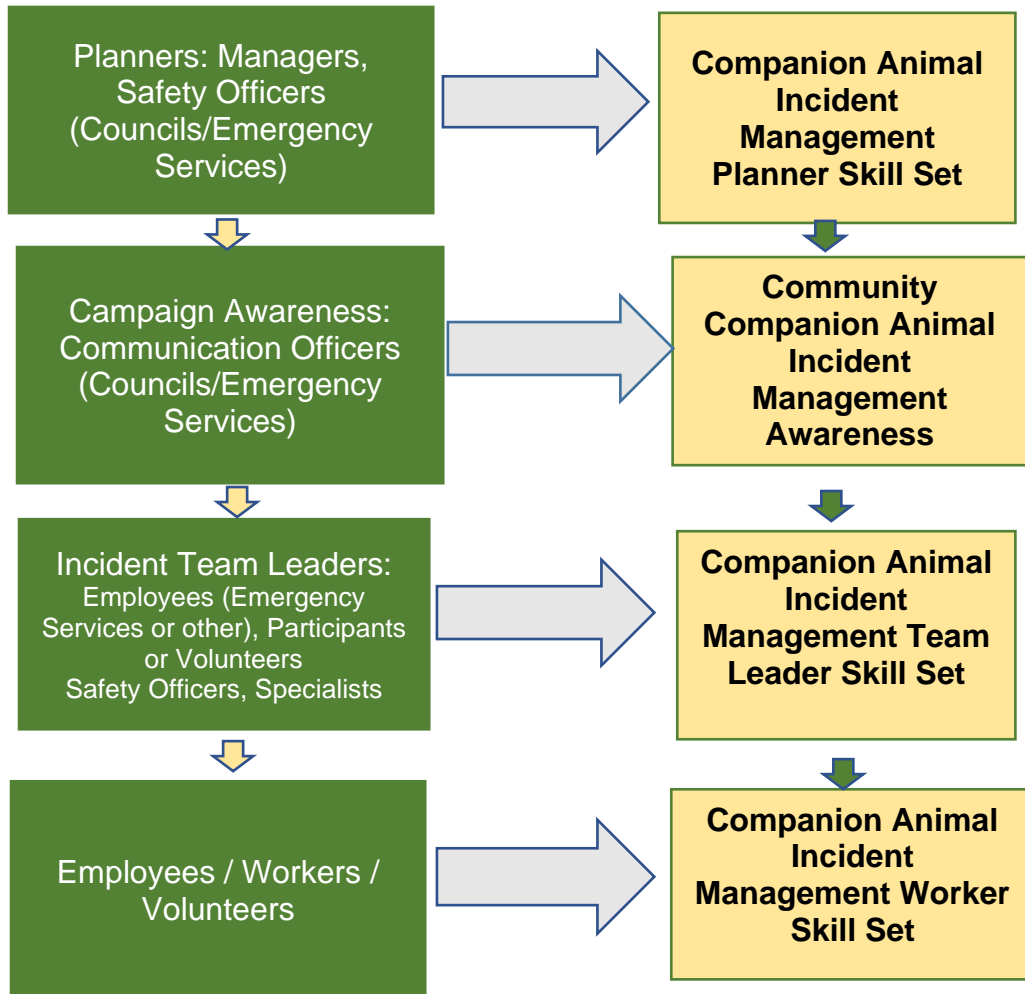 Planners: Managers,
Safety Officers
(Councils/Emergency
Services)
Companion Animal
Incident
Management
Planner Skill Set
Campaign Awareness:
Communication Officers
(Councils/Emergency
Services)
Community
Companion Animal
Incident
Management
Awareness
Incident Team Leaders:
Employees (Emergency
Services or other), Participants
or Volunteers
Safety Officers, Specialists
Companion Animal
Incident
Management Team
Leader Skill Set
Employees / Workers /
Volunteers
Companion Animal
Incident
Management Worker
Skill Set